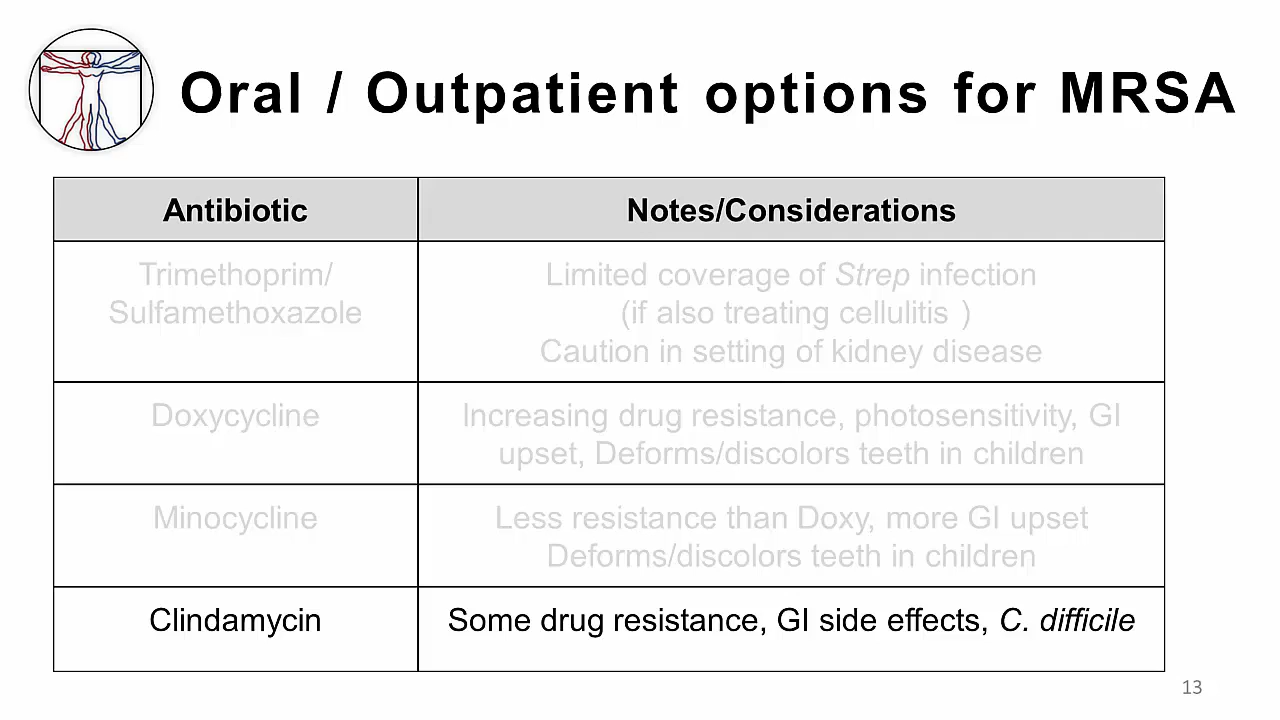 Oral / Outpatient options for MRSA
Antibiotic
Notes/Considerations
Trimethoprim/
Sulfamethoxazole
Limited coverage of Strep infection
(if also treating cellulitis )
Caution in setting of kidney disease
Doxycycline
Increasing drug resistance, photosensitivity, GI
upset, Deforms/discolors teeth in children
Minocycline
Less resistance than Doxy, more GI upset
Deforms/discolors teeth in children
Clindamycin
Some drug resistance, GI side effects, C. difficile
13